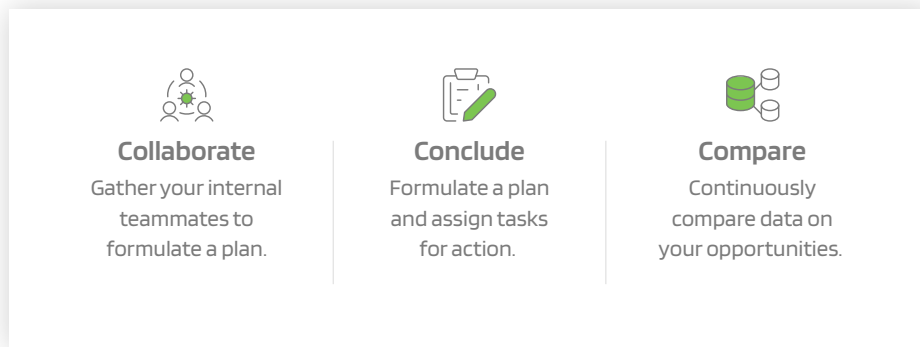 Collaborate
Gather your internal
teammates to
formulate a plan.
Conclude
Formulate a plan
and assign tasks
for action.
Compare
Continuously
compare data on
your opportunities.